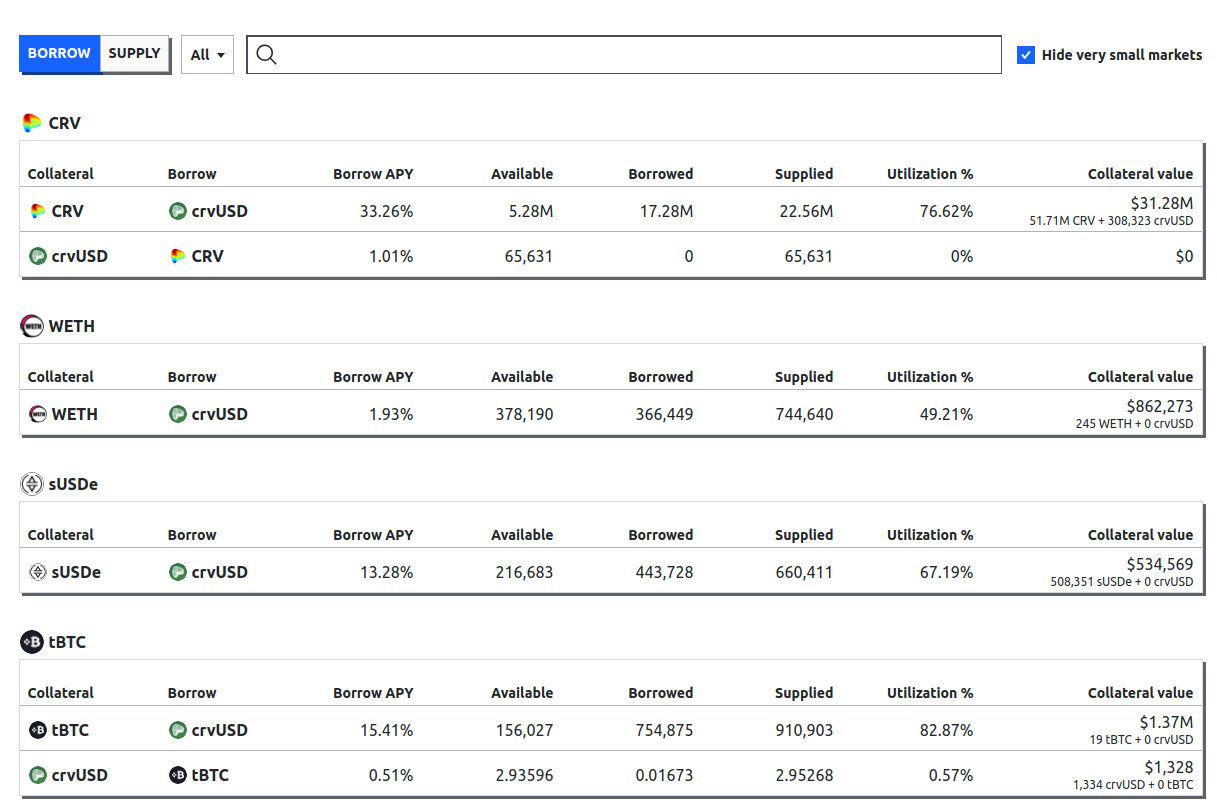 BORROW SUPPLY All Hide very small markets
CRV
Collateral Borrow Borrow APY Available Borrowed Supplied Utilization % Collateral value
CRV crvUSD 33.26% 5.28M 17.28M 22.56M 76.62% $31.28M
51.71M CRV + 308,323 crvUSD
crvUSD CRV 1.01% 65,631 0 65,631 0% $0
WETH
Collateral Borrow Borrow APY Available Borrowed Supplied Utilization % Collateral value
WETH WETH crvUSD 1.93% 378,190 366,449 744,640 49.21% $862,273
245 WETH + 0 crvUSD
sUSDe
Collateral Borrow Borrow APY Available Borrowed Supplied Utilization % Collateral value
sUSDe crvUSD 13.28% 216,683 443,728 660,411 67.19% $534,569
508,351 sUSDe + 0 crvUSD
tBTC
Collateral Borrow Borrow APY Available Borrowed Supplied Utilization % Collateral value
tBTC crvUSD 15.41% 156,027 754,875 910,903 82.87% $1.37M
19 tBTC + 0 crvUSD
crvUSD tBTC 0.51% 2.93596 0.01673 2.95268 0.57% $1,328
1,334 crvUSD + 0 tBTC